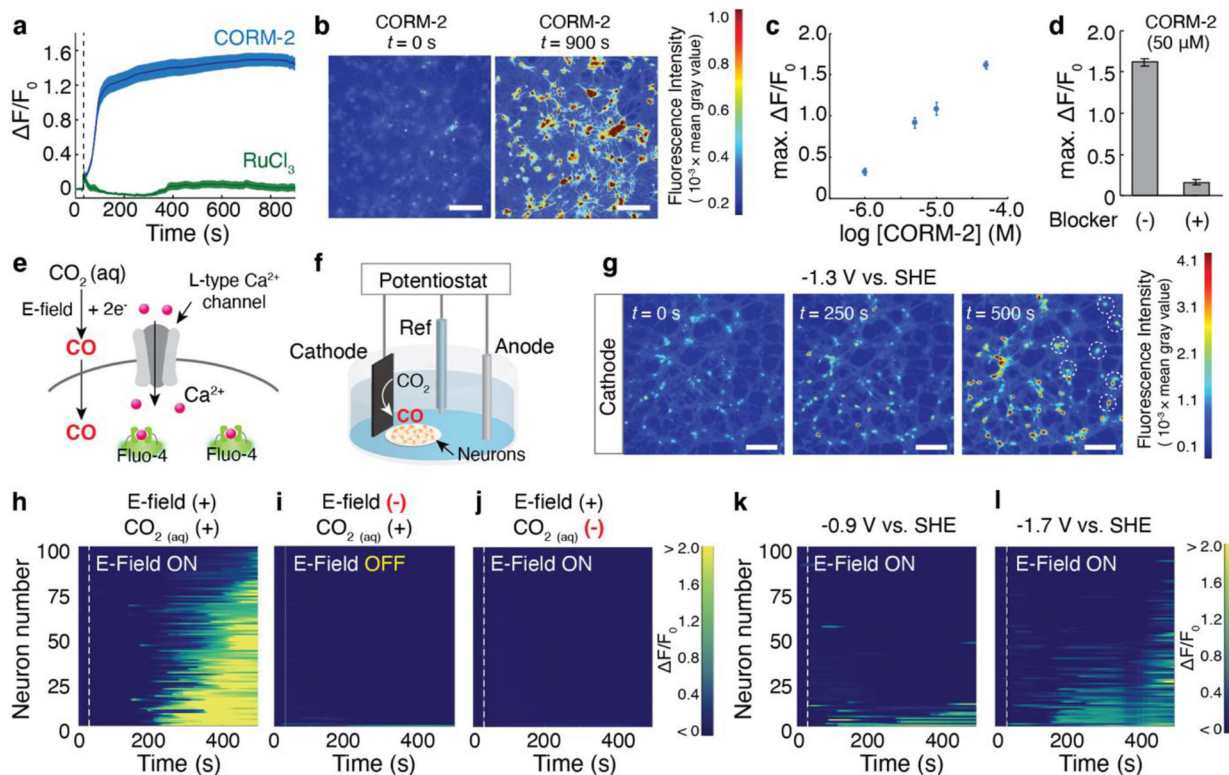 a
CORM-2
RuCl3
ΔF/F0
1.6
1.2
0.8
0.4
0
0 200 400 600 800
Time (s)
b
CORM-2
t = 0 s
CORM-2
t = 900 s
1.0
0.8
0.6
0.4
0.2
Fluorescence Intensity
( 10-3 × mean gray value)
c
max. ΔF/F0
2.0
1.5
1.0
0.5
0.0
-6.0 -5.0 -4.0
log [CORM-2] (M)
d
CORM-2
(50 µM)
max. ΔF/F0
2.0
1.5
1.0
0.5
0.0
Blocker (-) (+)
e
CO2 (aq)
E-field + 2e-
CO
CO
L-type Ca2+
channel
Ca2+
Fluo-4 Fluo-4
f
Potentiostat
Ref
Cathode
Anode
CO2
CO
Neurons
g
-1.3 V vs. SHE
Cathode
t = 0 s
t = 250 s
t = 500 s
4.1
3.1
2.1
1.1
0.1
Fluorescence Intensity
( 10-3 × mean gray value)
h
E-field (+)
CO2 (aq) (+)
E-Field ON
Neuron number
100
75
50
25
0
0 200 400
Time (s)
i
E-field (-)
CO2 (aq) (+)
E-Field OFF
0 200 400
Time (s)
j
E-field (+)
CO2 (aq) (-)
E-Field ON
0 200 400
Time (s)
> 2.0
1.6
1.2
0.8
0.4
< 0
ΔF/F0
k
-0.9 V vs. SHE
E-Field ON
Neuron number
100
75
50
25
0
0 200 400
Time (s)
l
-1.7 V vs. SHE
E-Field ON
0 200 400
Time (s)
> 2.0
1.6
1.2
0.8
0.4
< 0
ΔF/F0